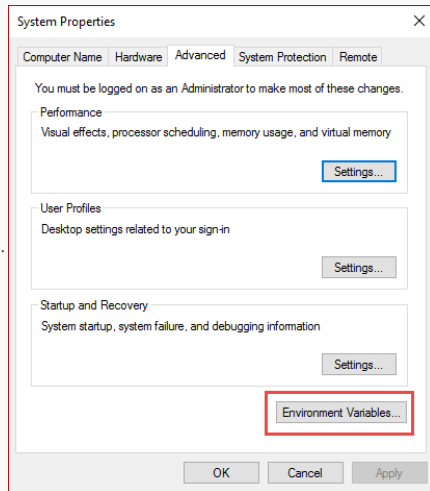 System Properties
Computer Name Hardware Advanced System Protection Remote
You must be logged on as an Administrator to make most of these changes.
Performance
Visual effects, processor scheduling, memory usage, and virtual memory
Settings...
User Profiles
Desktop settings related to your sign-in
Settings...
Startup and Recovery
System startup, system failure, and debugging information
Settings...
Environment Variables...
OK Cancel Apply